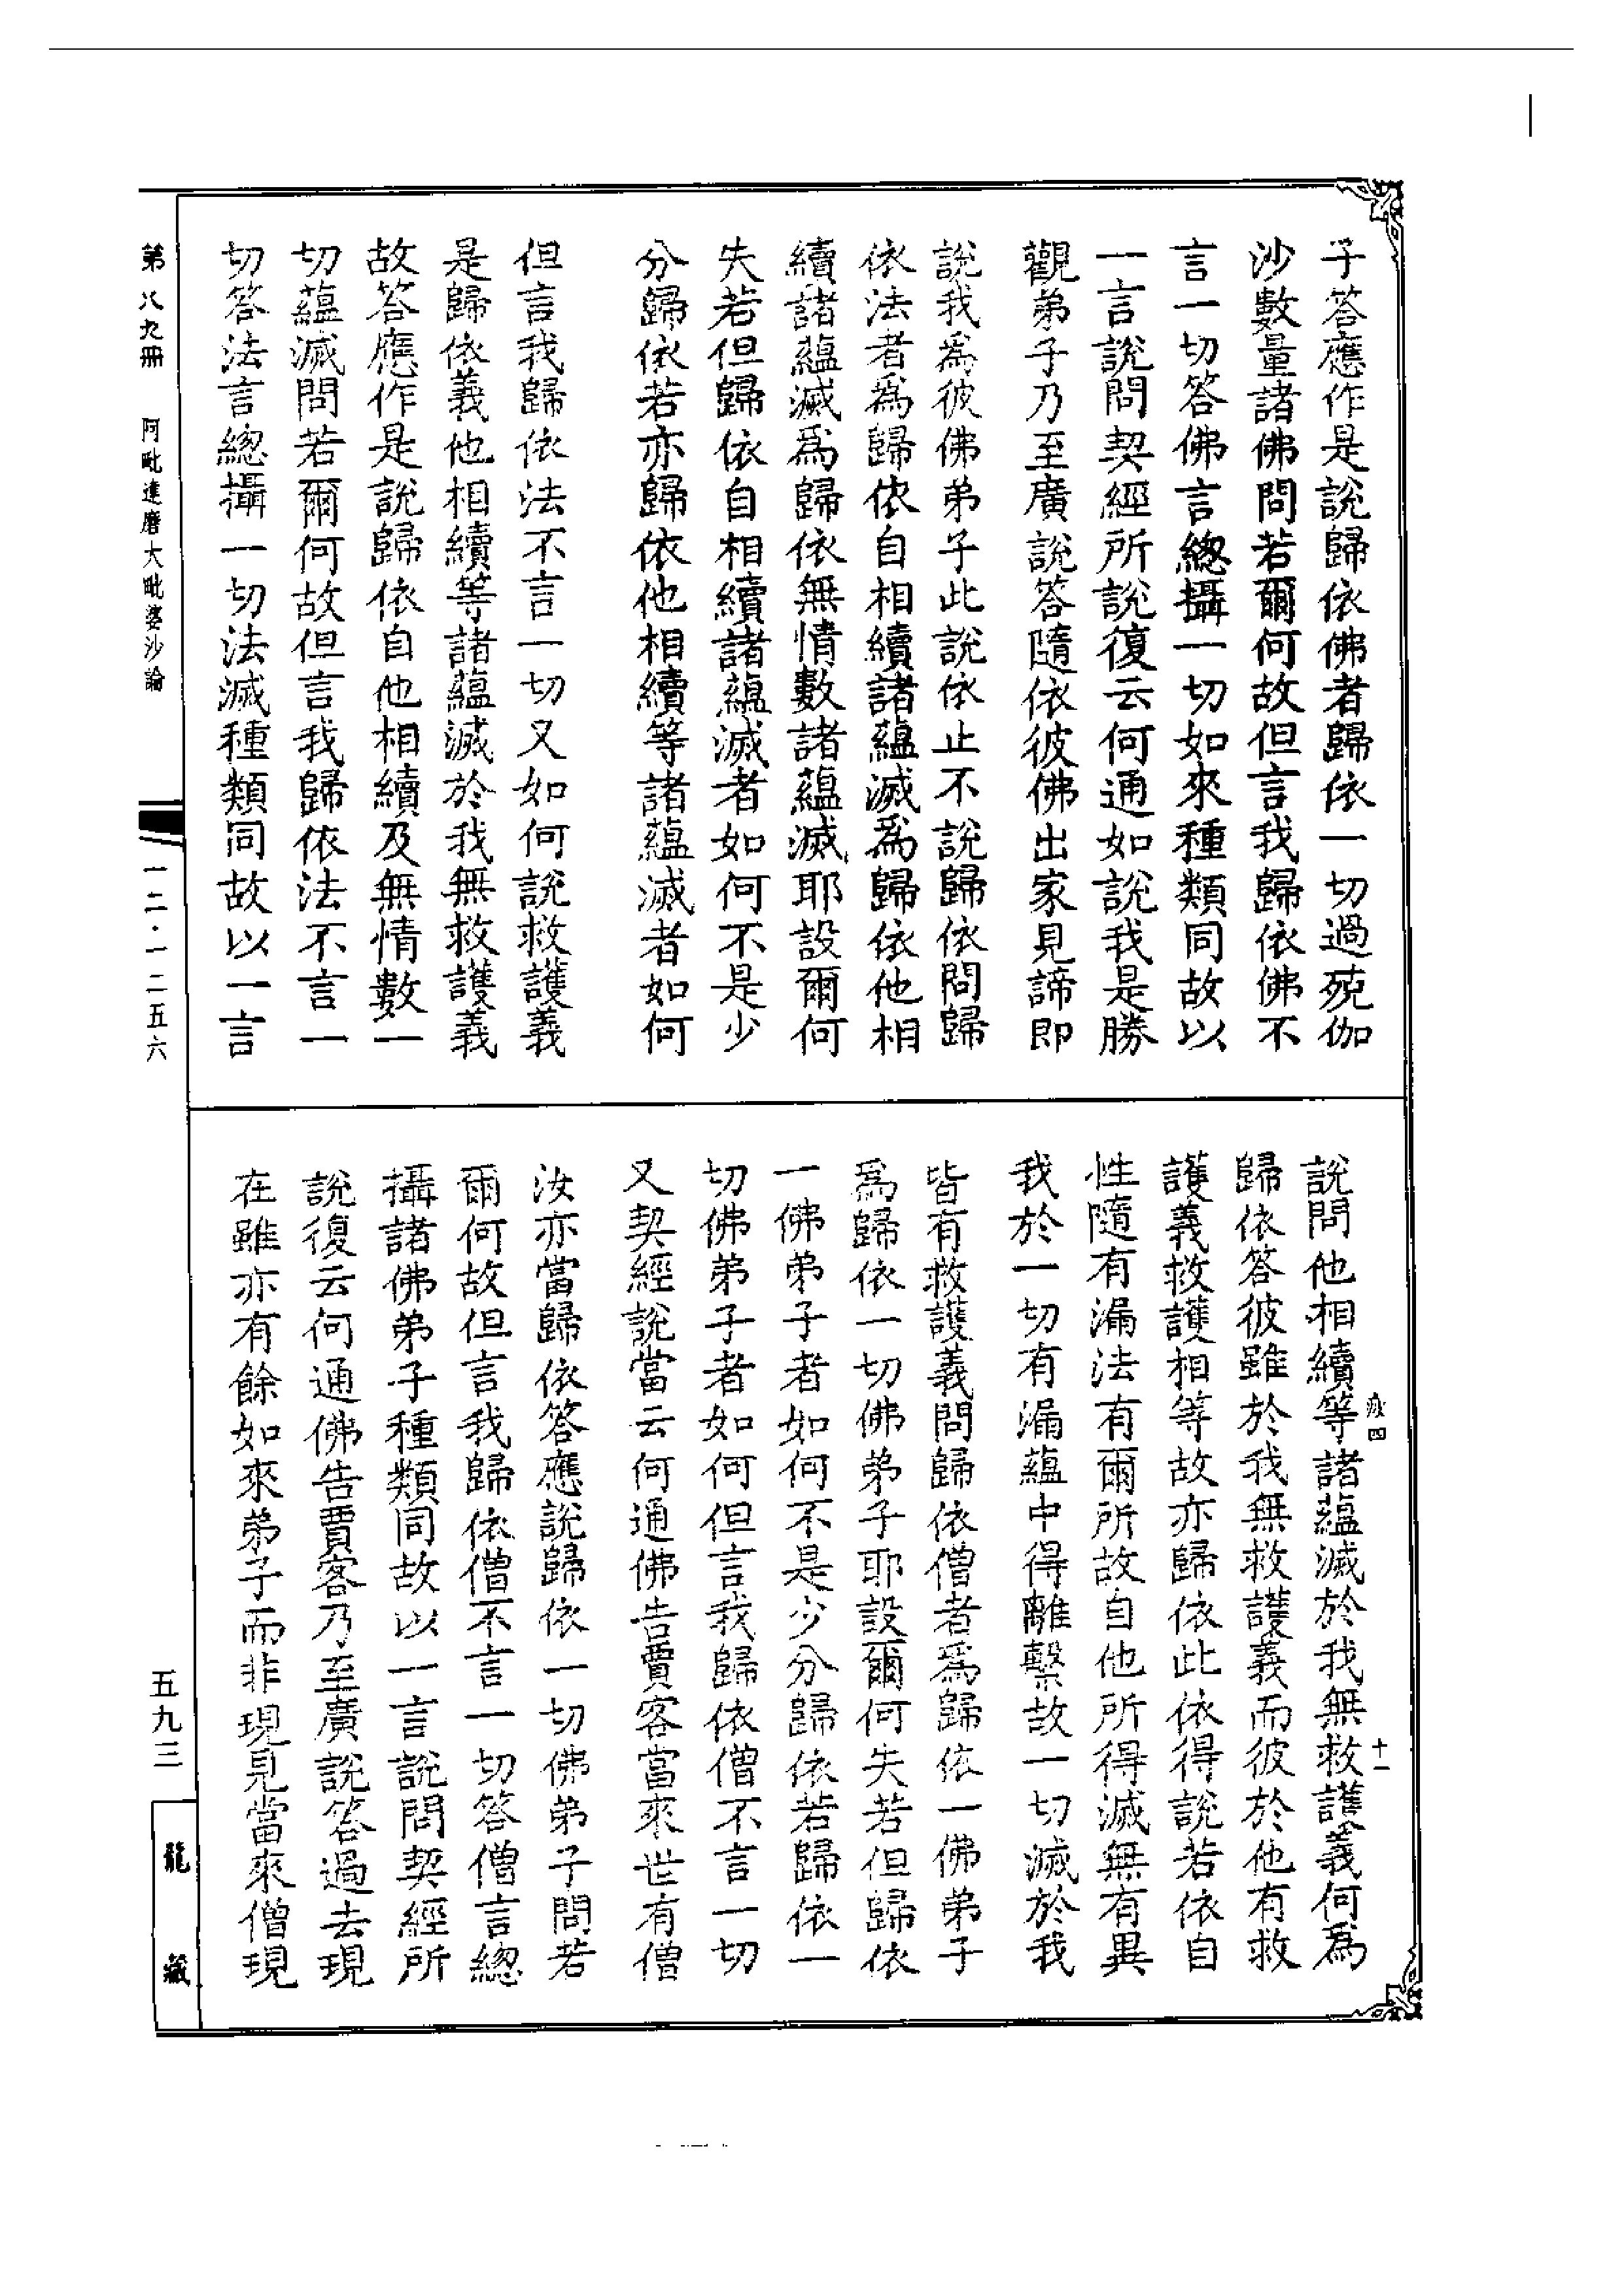 子答應作是說歸依佛者歸依一切過殑伽
沙數量諸佛問若爾何故但言我歸依佛不
言一切答佛言總攝一切如來種類同故以
一言說問契經所說復云何通如說我是勝
觀弟子乃至廣說答隨依彼佛出家見諦即
說我爲彼佛弟子此說依止不說歸依問歸
依法者爲歸依自相續諸蘊滅爲歸依他相
續諸蘊滅爲歸依無情數諸蘊滅耶設爾何
失若但歸依自相續諸蘊滅者如何不是少
分歸依若亦歸依他相續等諸蘊滅者如何
但言我歸依法不言一切又如何說救護義
是歸依義他相續等諸蘊滅於我無救護義
故答應作是說歸依自他相續及無情數一
切蘊滅問若爾何故但言我歸依法不言一
切答法言總攝一切法滅種類同故以一言
說問他相續等諸蘊滅於我無救護義何爲
歸依答彼雖於我無救護義而彼於他有救
護義救護相等故亦歸依此依得說若依自
性隨有漏法有爾所故自他所得滅無有異
我於一切有漏蘊中得離繫故一切滅於我
皆有救護義問歸依僧者爲歸依一佛弟子
爲歸依一切佛弟子耶設爾何失若但歸依
一佛弟子者如何不是少分歸依若歸依一
切佛弟子者如何但言我歸依僧不言一切
又契經說當云何通佛告賈客當來世有僧
汝亦當歸依答應說歸依一切佛弟子問若
爾何故但言我歸依僧不言一切答僧言總
攝諸佛弟子種類同故以一言說問契經所
說復云何通佛告賈客乃至廣說答過去現
在雖亦有餘如來弟子而非現見當來僧現
十一
第八九冊 阿毗達磨大毗婆沙論 一二·一二五六
五九三
龍藏